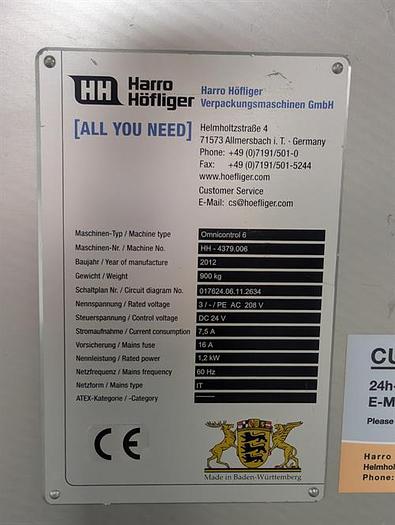 HH Harro Höfliger
Harro Höfliger
Verpackungsmaschinen GmbH
[ALL YOU NEED]
Helmholtzstraße 4
71573 Allmersbach i. T. - Germany
Phone: +49 (0)7191/501-0
Fax: +49 (0)7191/501-5244
www.hoefliger.com
Customer Service
E-Mail: cs@hoefliger.com
Maschinen-Typ / Machine type Omnicontrol 6
Maschinen-Nr. / Machine No. HH - 4379.006
Baujahr / Year of manufacture 2012
Gewicht / Weight 900 kg
Schaltplan Nr. / Circuit diagram No. 017624.06.11.2634
Nennspannung / Rated voltage 3 / - / PE AC 208 V
Steuerspannung / Control voltage DC 24 V
Stromaufnahme / Current consumption 7,5 A
Vorsicherung / Mains fuse 16 A
Nennleistung / Rated power 1,2 kW
Netzfrequenz / Mains frequency 60 Hz
Netzform / Mains type IT
ATEX-Kategorie / -Category ———
CE
Made in Baden-Württemberg
CU
24h-
E-M
Please
Harro
Helmhol
Phone: